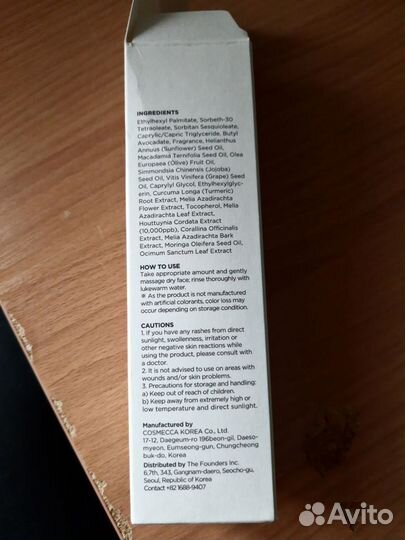 INGREDIENTS
Ethylhexyl Palmitate, Sorbeth-30
Tetraoleate, Sorbitan Sesquioleate,
Caprylic/Capric Triglyceride, Butyl
Avocadate, Fragrance, Helianthus
Annuus (Sunflower) Seed Oil,
Macadamia Ternifolia Seed Oil, Olea
Europaea (Olive) Fruit Oil,
Simmondsia Chinensis (Jojoba)
Seed Oil, Vitis Vinifera (Grape) Seed
Oil, Caprylyl Glycol, Ethylhexylglyc-
erin, Curcuma Longa (Turmeric)
Root Extract, Melia Azadirachta
Flower Extract, Tocopherol, Melia
Azadirachta Leaf Extract,
Houttuynia Cordata Extract
(10,000ppb), Corallina Officinalis
Extract, Melia Azadirachta Bark
Extract, Moringa Oleifera Seed Oil,
Ocimum Sanctum Leaf Extract
HOW TO USE
Take appropriate amount and gently
massage dry face; rinse thoroughly with
lukewarm water.
※ As the product is not manufactured
with artificial colorants, color loss may
occur depending on storage condition.
CAUTIONS
1. If you have any rashes from direct
sunlight, swollenness, irritation or
other negative skin reactions while
using the product, please consult with
a doctor.
2. It is not advised to use on areas with
wounds and/or skin problems.
3. Precautions for storage and handling:
a) Keep out of reach of children.
b) Keep away from extremely high or
low temperature and direct sunlight.
Manufactured by
COSMECCA KOREA Co., Ltd.
17-12, Daegeum-ro 196beon-gil, Daeso-
myeon, Eumseong-gun, Chungcheong
buk-do, Korea
Distributed by The Founders Inc.
6,7th, 343, Gangnam-daero, Seocho-gu,
Seoul, Republic of Korea
Contact +82 1688-9407
Avito